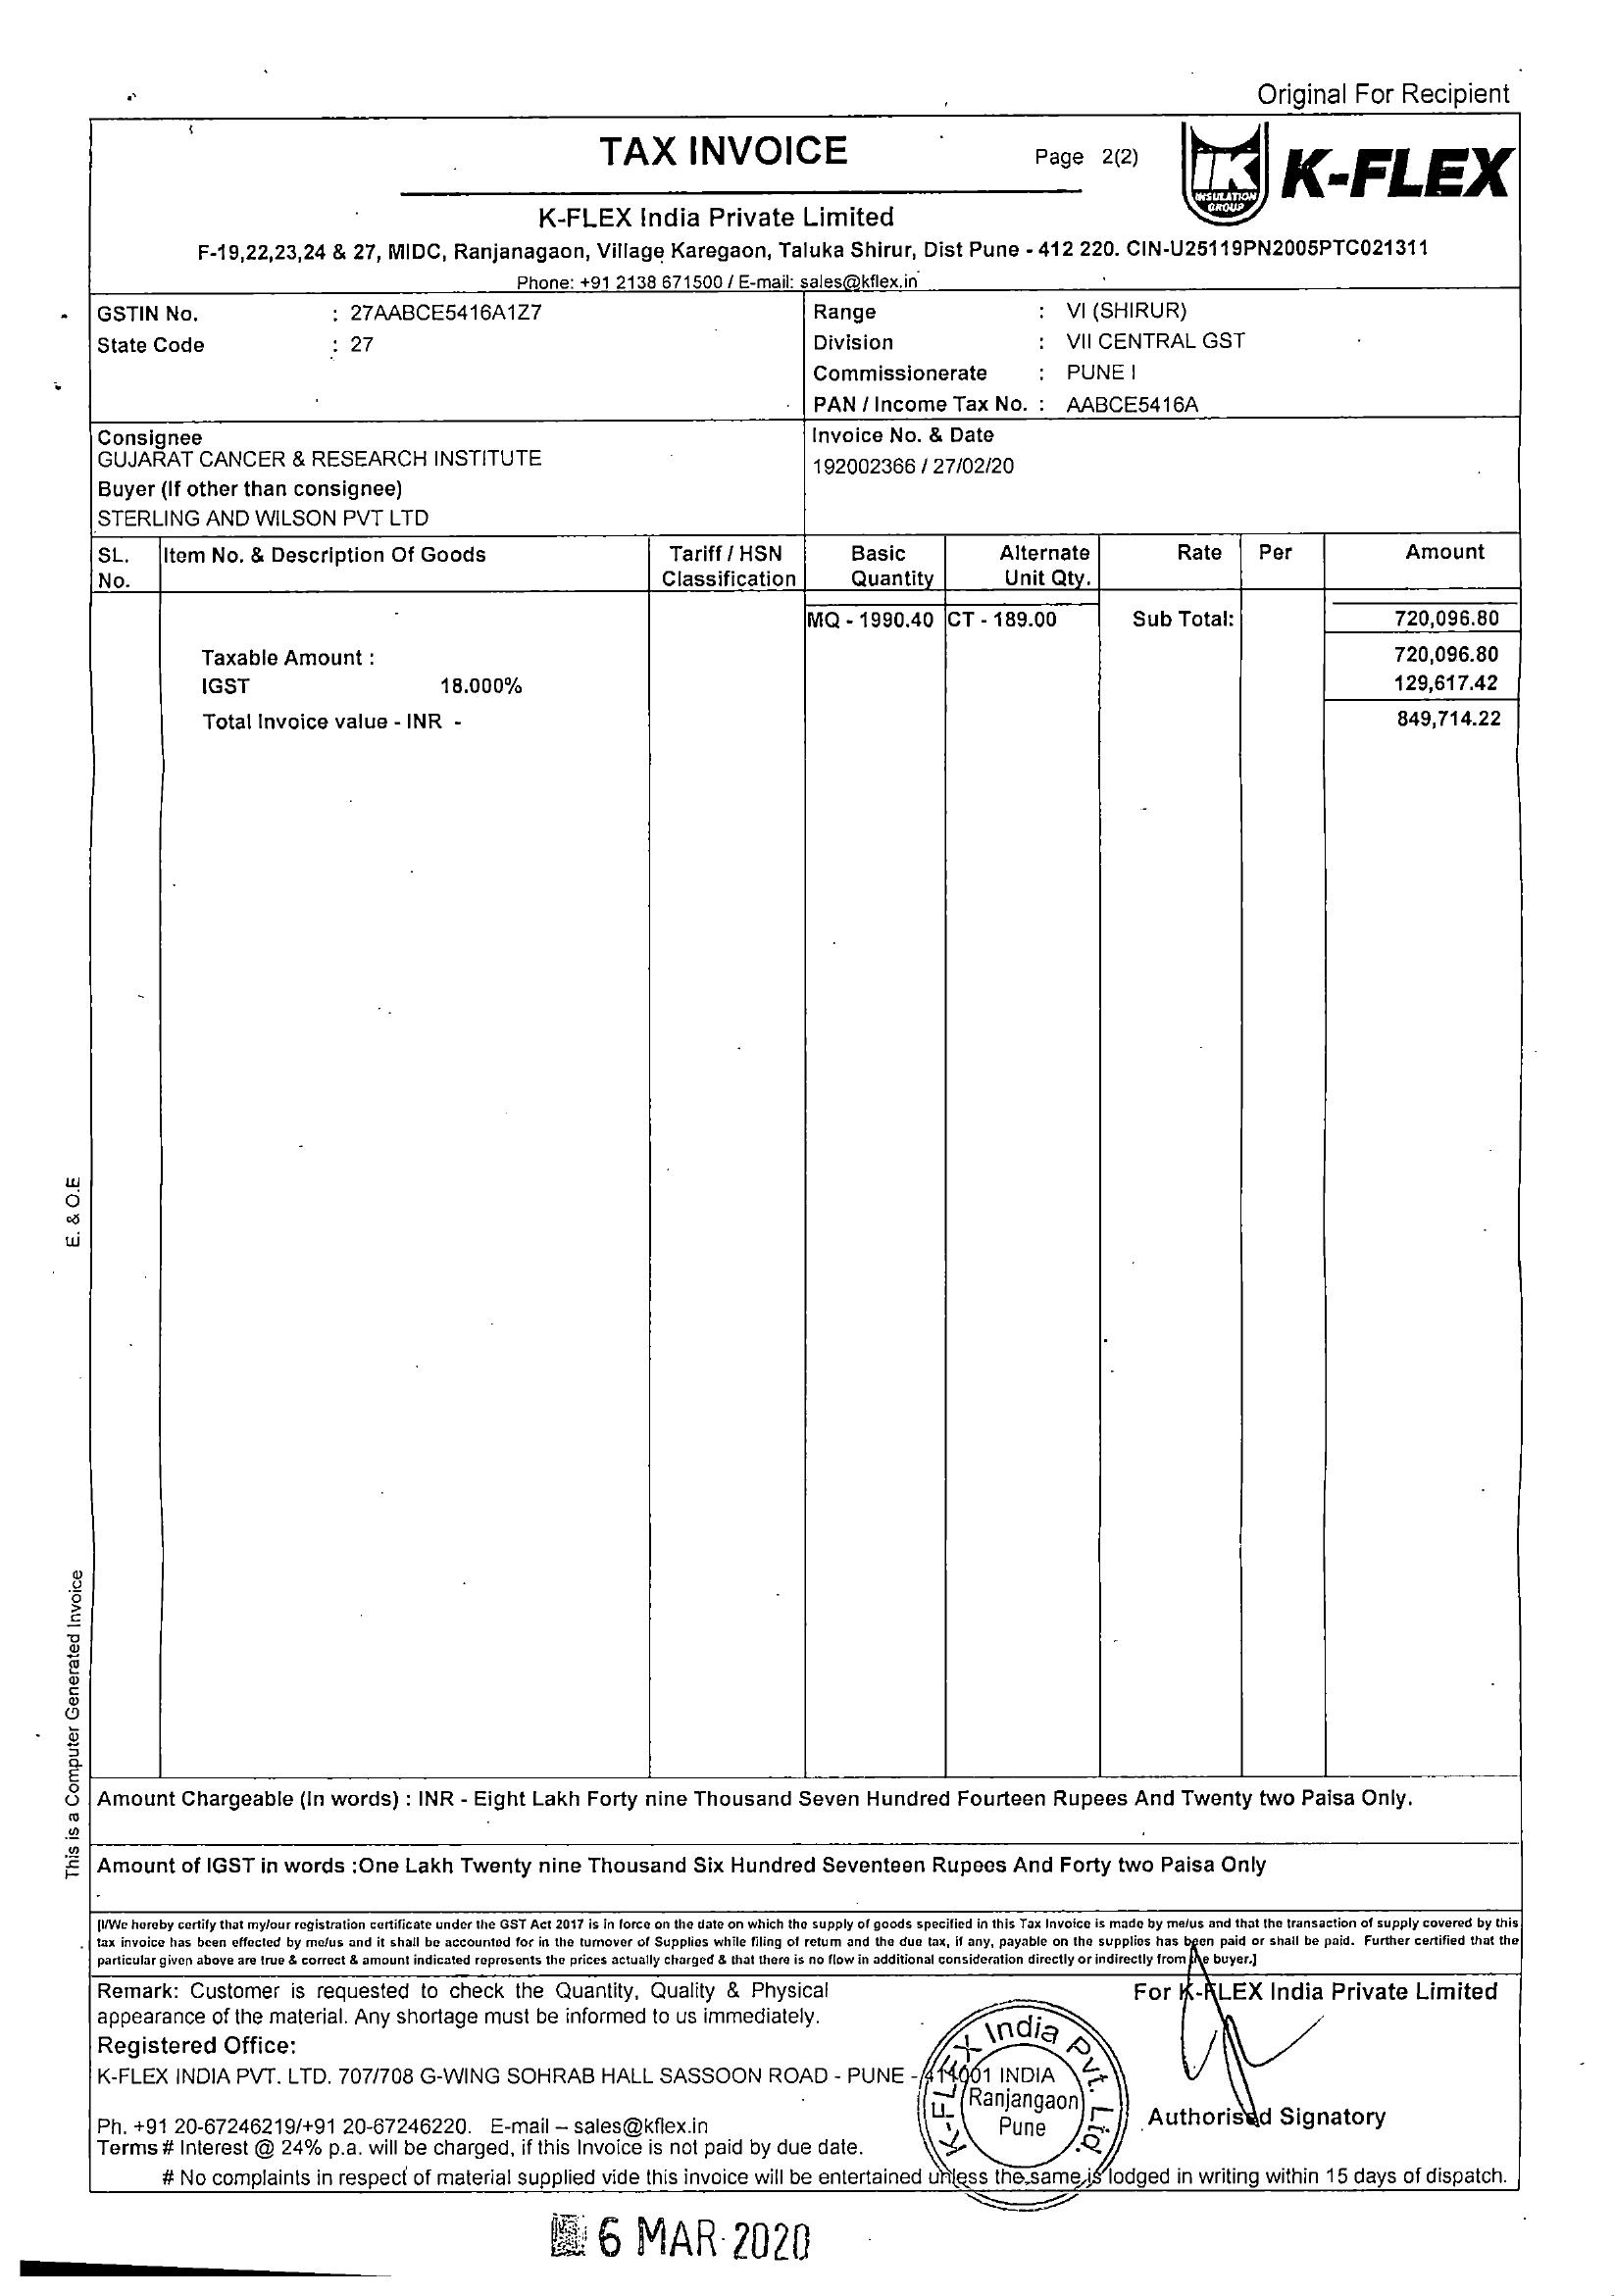 Original For Recipient
TAX INVOICE
Page 2(2)
INSULATION
GROUP
K-FLEX
K-FLEX India Private Limited
F-19,22,23,24 & 27, MIDC, Ranjanagaon, Village Karegaon, Taluka Shirur, Dist Pune - 412 220. CIN-U25119PN2005PTC021311
Phone: +91 2138 671500 / E-mail: sales@kflex.in
GSTIN No. : 27AABCE5416A1Z7
State Code : 27
Range : VI (SHIRUR)
Division : VII CENTRAL GST
Commissionerate : PUNE I
PAN / Income Tax No. : AABCE5416A
Consignee
GUJARAT CANCER & RESEARCH INSTITUTE
Buyer (If other than consignee)
STERLING AND WILSON PVT LTD
Invoice No. & Date
192002366 / 27/02/20
SL. No. Item No. & Description Of Goods Tariff / HSN Classification Basic Quantity Alternate Unit Qty. Rate Per Amount
MQ - 1990.40 CT - 189.00 Sub Total: 720,096.80
Taxable Amount : 720,096.80
IGST 18.000% 129,617.42
Total Invoice value - INR - 849,714.22
E. & O.E
This is a Computer Generated Invoice
Amount Chargeable (In words) : INR - Eight Lakh Forty nine Thousand Seven Hundred Fourteen Rupees And Twenty two Paisa Only.
Amount of IGST in words :One Lakh Twenty nine Thousand Six Hundred Seventeen Rupees And Forty two Paisa Only
[I/We hereby certify that my/our registration certificate under the GST Act 2017 is in force on the date on which the supply of goods specified in this Tax Invoice is made by me/us and that the transaction of supply covered by this
tax invoice has been effected by me/us and it shall be accounted for in the turnover of Supplies while filing of return and the due tax, if any, payable on the supplies has been paid or shall be paid. Further certified that the
particular given above are true & correct & amount indicated represents the prices actually charged & that there is no flow in additional consideration directly or indirectly from the buyer.]
Remark: Customer is requested to check the Quantity, Quality & Physical
appearance of the material. Any shortage must be informed to us immediately.
Registered Office:
K-FLEX INDIA PVT. LTD. 707/708 G-WING SOHRAB HALL SASSOON ROAD - PUNE - 411001 INDIA
Ph. +91 20-67246219/+91 20-67246220. E-mail – sales@kflex.in
Terms # Interest @ 24% p.a. will be charged, if this Invoice is not paid by due date.
# No complaints in respect of material supplied vide this invoice will be entertained unless the same is lodged in writing within 15 days of dispatch.
For K-FLEX India Private Limited
Authorised Signatory
K-FLEX India Pvt. Ltd.
Ranjangaon
Pune
6 MAR 2020